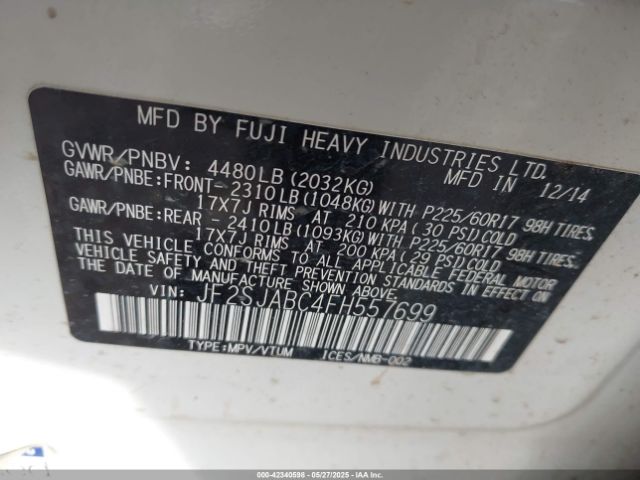 MFD BY FUJI HEAVY INDUSTRIES LTD.
GVWR/PNBV: 4480LB (2032KG) MFD IN 12/14
GAWR/PNBE:FRONT- 2310LB (1048KG) WITH P225/60R17 98H TIRES,
17X7J RIMS AT 210 KPA (30 PSI) COLD
GAWR/PNBE:REAR - 2410LB (1093KG) WITH P225/60R17 98H TIRES,
17X7J RIMS AT 200 KPA (29 PSI) COLD
THIS VEHICLE CONFORMS TO ALL APPLICABLE FEDERAL MOTOR
VEHICLE SAFETY AND THEFT PREVENTION STANDARDS IN EFFECT
ON THE DATE OF MANUFACTURE SHOWN ABOVE.
VIN: JF2SJABC4FH557699
TYPE:MPV/VTUM ICES/NMB-002
000-42340598 - 05/27/2025 - IAAI.COM